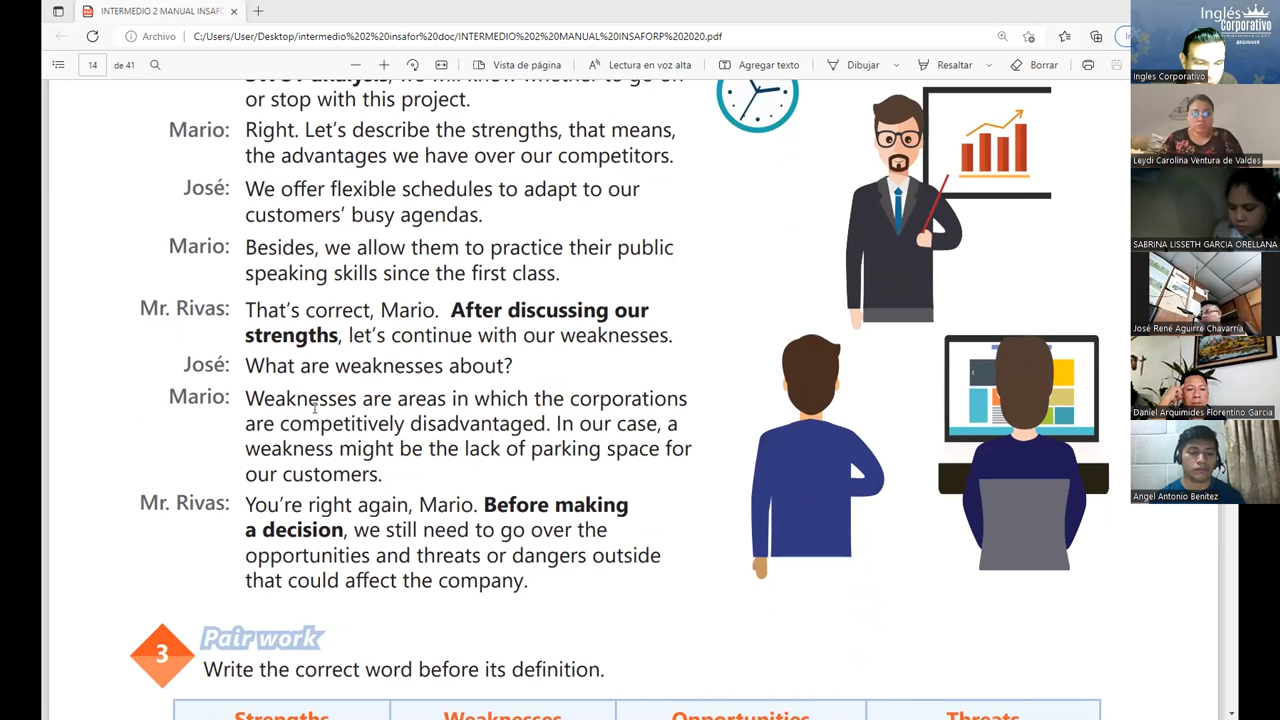 INTERMEDIO 2 MANUAL INSAF
Archivo
C:/Users/User/Desktop/intermedio%202%20insafor%20doc/INTERMEDIO%202%20MANUAL%20INSAFORP%202020.pdf
14 de 41
Vista de página
Lectura en voz alta
Agregar texto
Dibujar
Resaltar
Borrar
or stop with this project.
Mario: Right. Let's describe the strengths, that means,
the advantages we have over our competitors.
José: We offer flexible schedules to adapt to our
customers' busy agendas.
Mario: Besides, we allow them to practice their public
speaking skills since the first class.
Mr. Rivas: That's correct, Mario. After discussing our
strengths, let's continue with our weaknesses.
José: What are weaknesses about?
Mario: Weaknesses are areas in which the corporations
are competitively disadvantaged. In our case, a
weakness might be the lack of parking space for
our customers.
Mr. Rivas: You're right again, Mario. Before making
a decision, we still need to go over the
opportunities and threats or dangers outside
that could affect the company.
3 Pair work
Write the correct word before its definition.
Strengths Weaknesses Opportunities Threats
Inglés
Corporativo
BEGINNER
Ingles Corporativo
Leydi Carolina Ventura de Valdes
SABRINA LISSETH GARCIA ORELLANA
José René Aguirre Chavarría
Daniel Arquimides Florentino Garcia
Angel Antonio Benitez